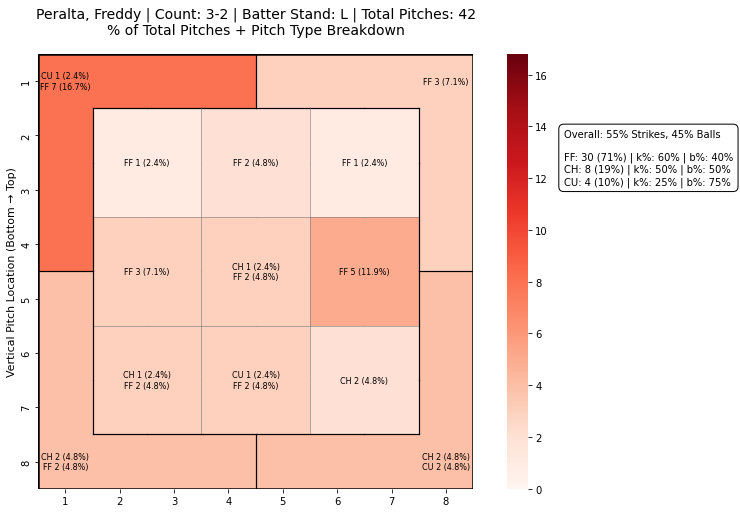 Peralta, Freddy | Count: 3-2 | Batter Stand: L | Total Pitches: 42
% of Total Pitches + Pitch Type Breakdown
CU 1 (2.4%)
FF 7 (16.7%)
FF 3 (7.1%)
FF 1 (2.4%)
FF 2 (4.8%)
FF 1 (2.4%)
FF 3 (7.1%)
CH 1 (2.4%)
FF 2 (4.8%)
FF 5 (11.9%)
CH 1 (2.4%)
FF 2 (4.8%)
CU 1 (2.4%)
FF 2 (4.8%)
CH 2 (4.8%)
CH 2 (4.8%)
FF 2 (4.8%)
CH 2 (4.8%)
CU 2 (4.8%)
Vertical Pitch Location (Bottom → Top)
1
2
3
4
5
6
7
8
1
2
3
4
5
6
7
8
16
14
12
10
8
6
4
2
0
Overall: 55% Strikes, 45% Balls
FF: 30 (71%) | k%: 60% | b%: 40%
CH: 8 (19%) | k%: 50% | b%: 50%
CU: 4 (10%) | k%: 25% | b%: 75%